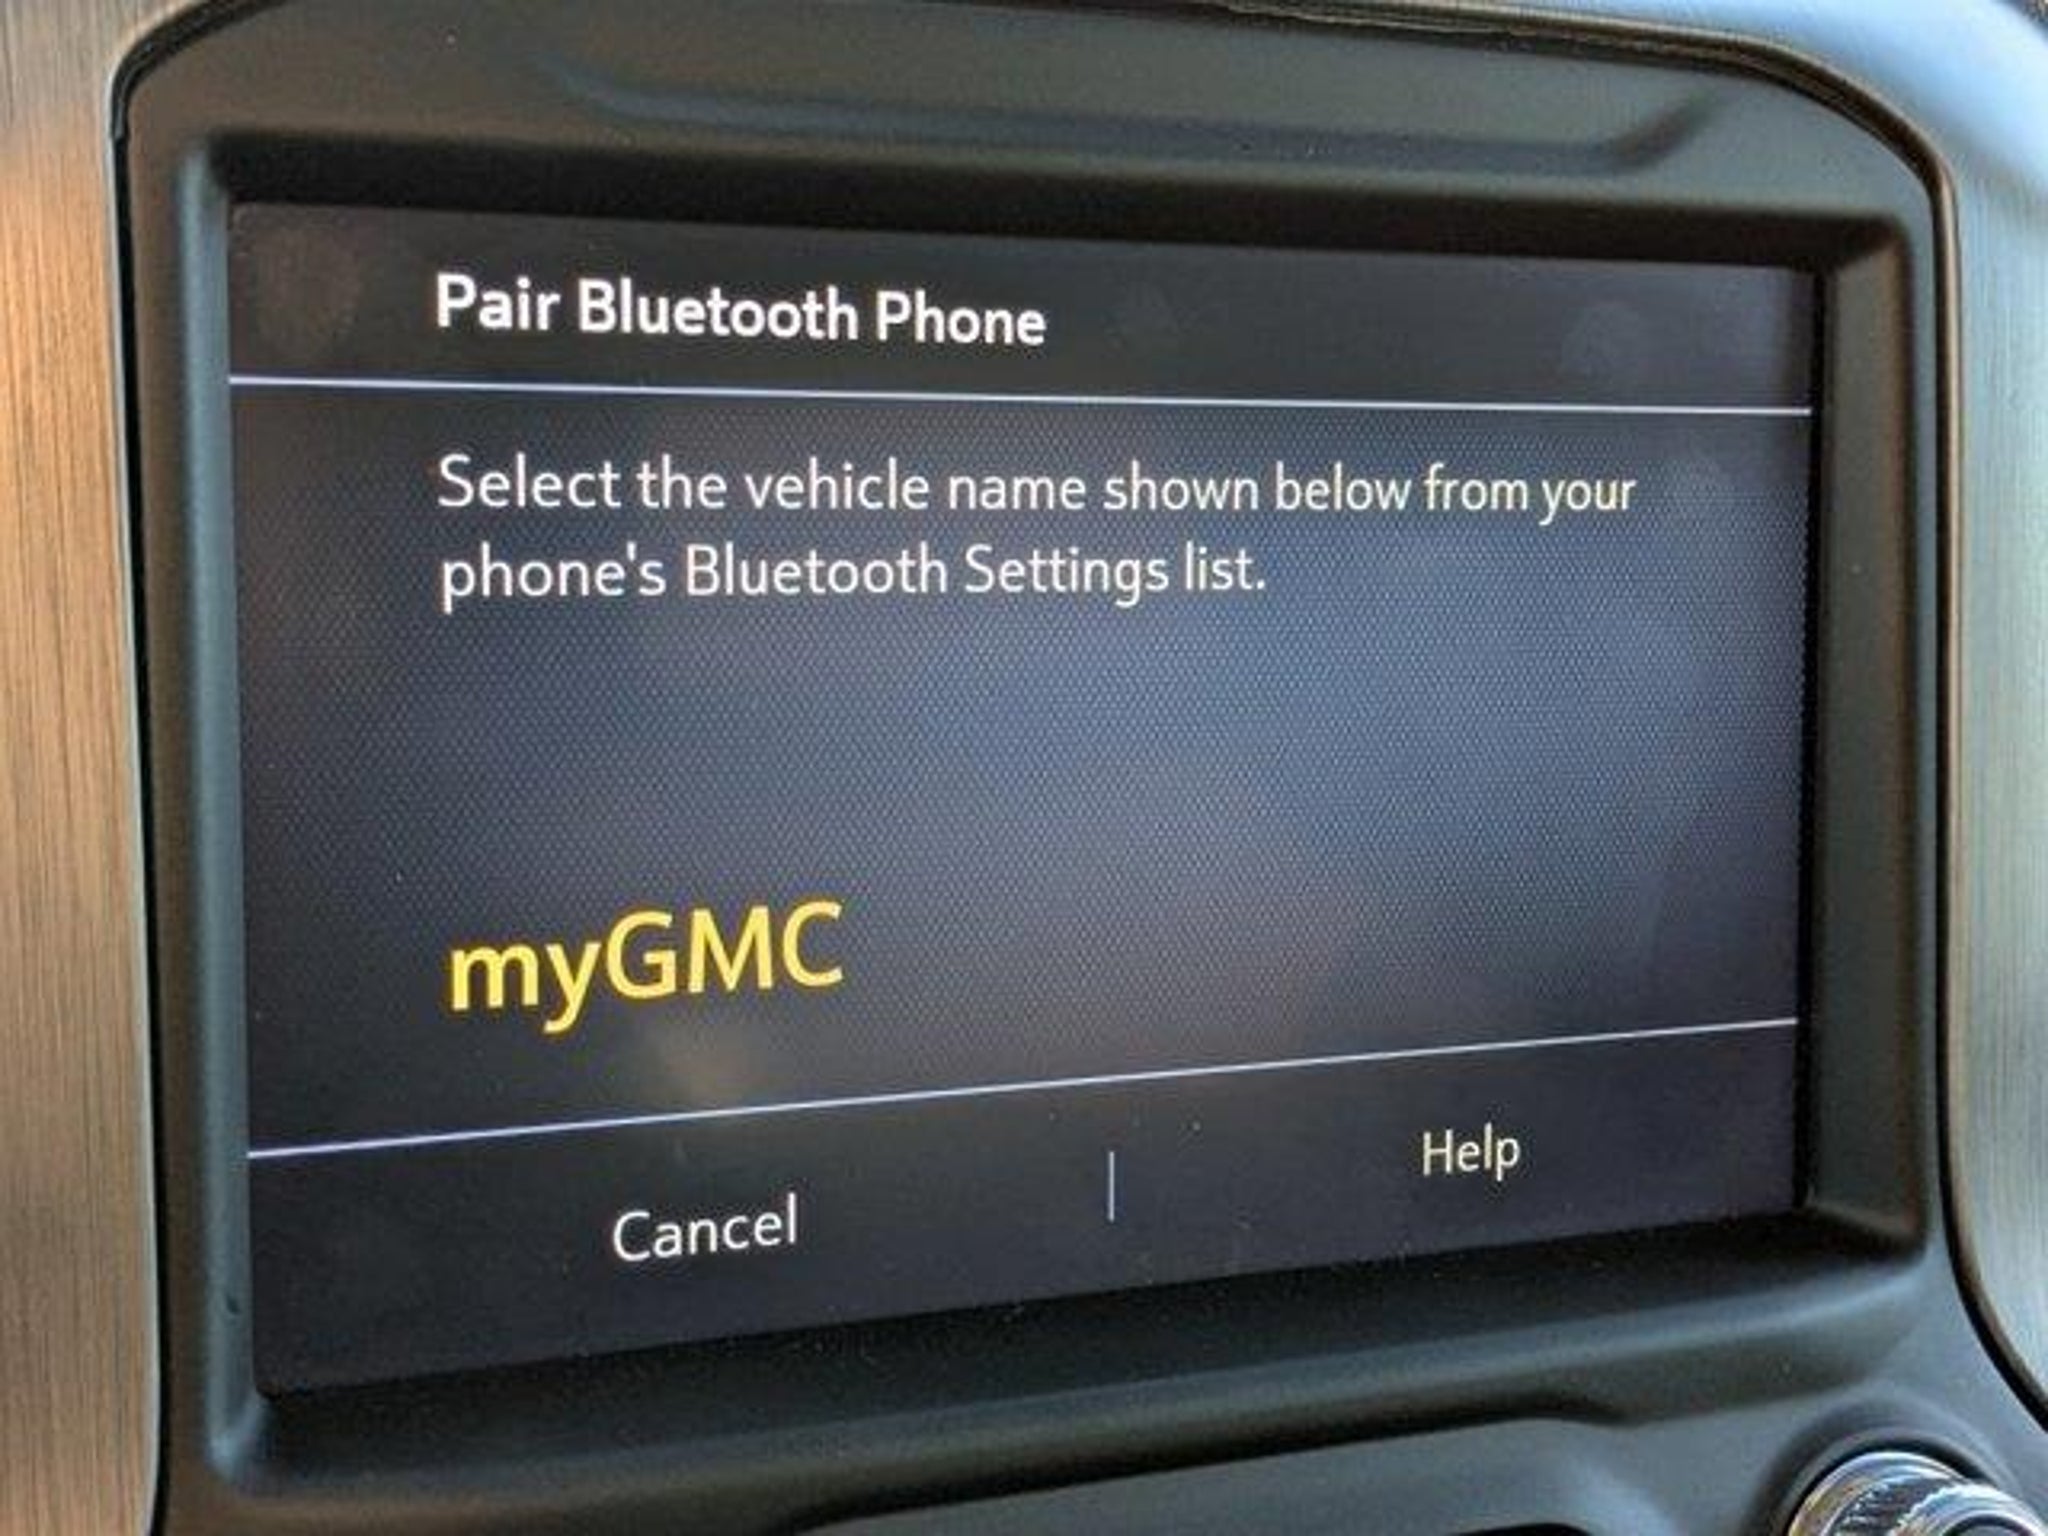 Pair Bluetooth Phone
Select the vehicle name shown below from your
phone's Bluetooth Settings list.
myGMC
Cancel
Help